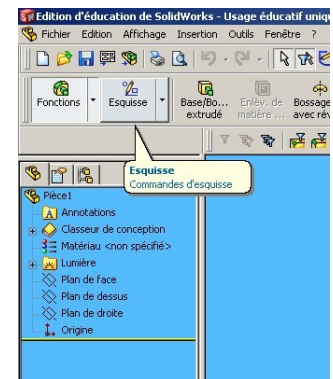 Edition d'éducation de SolidWorks - Usage éducatif uniq
Fichier Edition Affichage Insertion Outils Fenêtre ?
Fonctions Esquisse Base/Bo... extrudé Enlèv. de matière ... Bossage avec rév
Esquisse
Commandes d'esquisse
Pièce1
Annotations
Classeur de conception
Matériau <non spécifié>
Lumière
Plan de face
Plan de dessus
Plan de droite
Origine